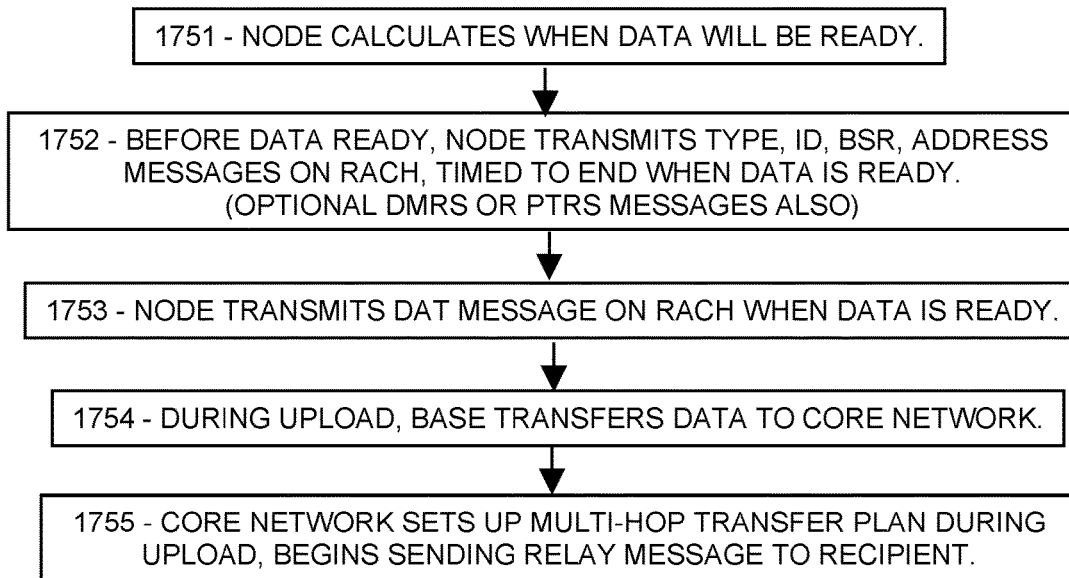 1751 - NODE CALCULATES WHEN DATA WILL BE READY.
1752 - BEFORE DATA READY, NODE TRANSMITS TYPE, ID, BSR, ADDRESS
MESSAGES ON RACH, TIMED TO END WHEN DATA IS READY.
(OPTIONAL DMRS OR PTRS MESSAGES ALSO)
1753 - NODE TRANSMITS DAT MESSAGE ON RACH WHEN DATA IS READY.
1754 - DURING UPLOAD, BASE TRANSFERS DATA TO CORE NETWORK.
1755 - CORE NETWORK SETS UP MULTI-HOP TRANSFER PLAN DURING
UPLOAD, BEGINS SENDING RELAY MESSAGE TO RECIPIENT.